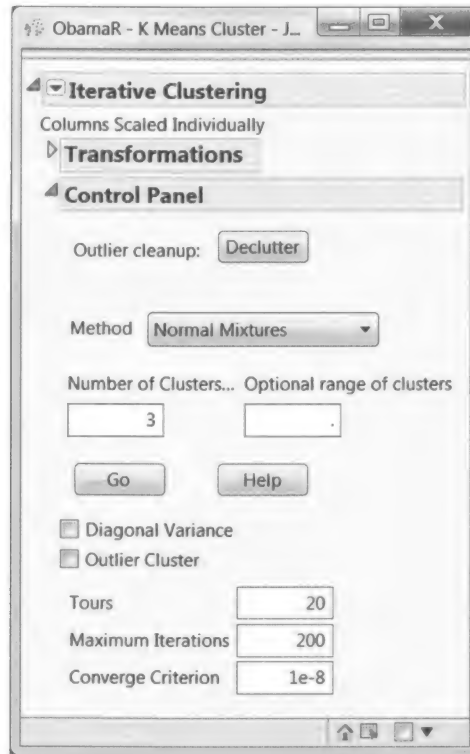 ObamaR - K Means Cluster - J...
Iterative Clustering
Columns Scaled Individually
Transformations
Control Panel
Outlier cleanup: Declutter
Method Normal Mixtures
Number of Clusters... Optional range of clusters
3 .
Go Help
Diagonal Variance
Outlier Cluster
Tours 20
Maximum Iterations 200
Converge Criterion 1e-8